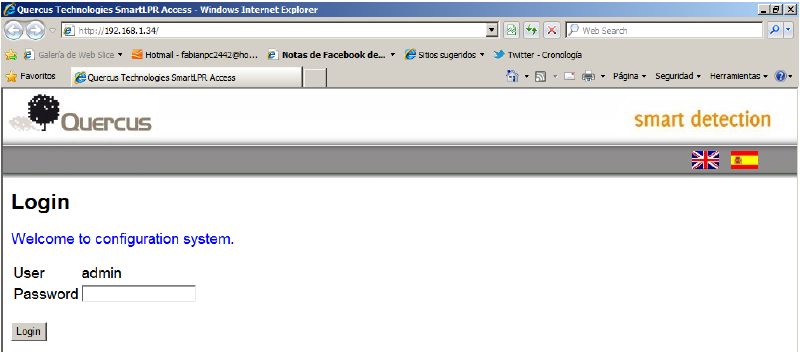 Quercus Technologies SmartLPR Access - Windows Internet Explorer
http://192.168.1.34/
Web Search
Galería de Web Slice
Hotmail - fabianpc2442@ho...
Notas de Facebook de...
Sitios sugeridos
Twitter - Cronología
Favoritos
Quercus Technologies SmartLPR Access
Página
Seguridad
Herramientas
Quercus
smart detection
Login
Welcome to configuration system.
User admin
Password
Login